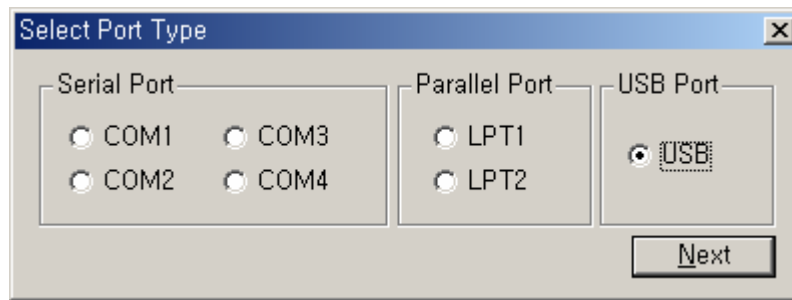 Select Port Type
Serial Port
COM1 COM3
COM2 COM4
Parallel Port
LPT1
LPT2
USB Port
USB
Next